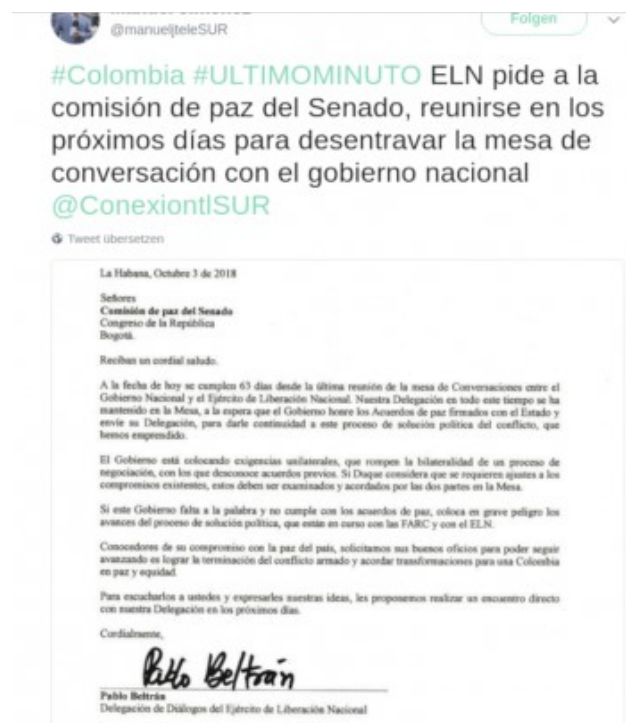 @manueljteleSUR
Folgen
#Colombia #ULTIMOMINUTO ELN pide a la
comisión de paz del Senado, reunirse en los
próximos días para desentravar la mesa de
conversación con el gobierno nacional
@ConexiontlSUR
Tweet übersetzen
La Habana, Octubre 3 de 2018
Señores
Comisión de paz del Senado
Congreso de la República
Bogotá.
Reciban un cordial saludo.
A la fecha de hoy se cumplen 63 días desde la última reunión de la mesa de Conversaciones entre el
Gobierno Nacional y el Ejército de Liberación Nacional. Nuestra Delegación en todo este tiempo se ha
mantenido en la Mesa, a la espera que el Gobierno honre los Acuerdos de paz firmados con el Estado y
envíe su Delegación, para darle continuidad a este proceso de solución política del conflicto, que
hemos emprendido.
El Gobierno está colocando exigencias unilaterales, que rompen la bilateralidad de un proceso de
negociación, con los que desconoce acuerdos previos. Si Duque considera que se requieren ajustes a los
compromisos existentes, estos deben ser examinados y acordados por las dos partes en la Mesa.
Si este Gobierno falta a la palabra y no cumple con los acuerdos de paz, coloca en grave peligro los
avances del proceso de solución política, que están en curso con las FARC y con el ELN.
Conocedores de su compromiso con la paz del país, solicitamos sus buenos oficios para poder seguir
avanzando es lograr la terminación del conflicto armado y acordar transformaciones para una Colombia
en paz y equidad.
Para escucharlos a ustedes y expresarles nuestras ideas, les proponemos realizar un encuentro directo
con nuestra Delegación en los próximos días.
Cordialmente,
Pablo Beltrán
Pablo Beltrán
Delegación de Diálogos del Ejército de Liberación Nacional